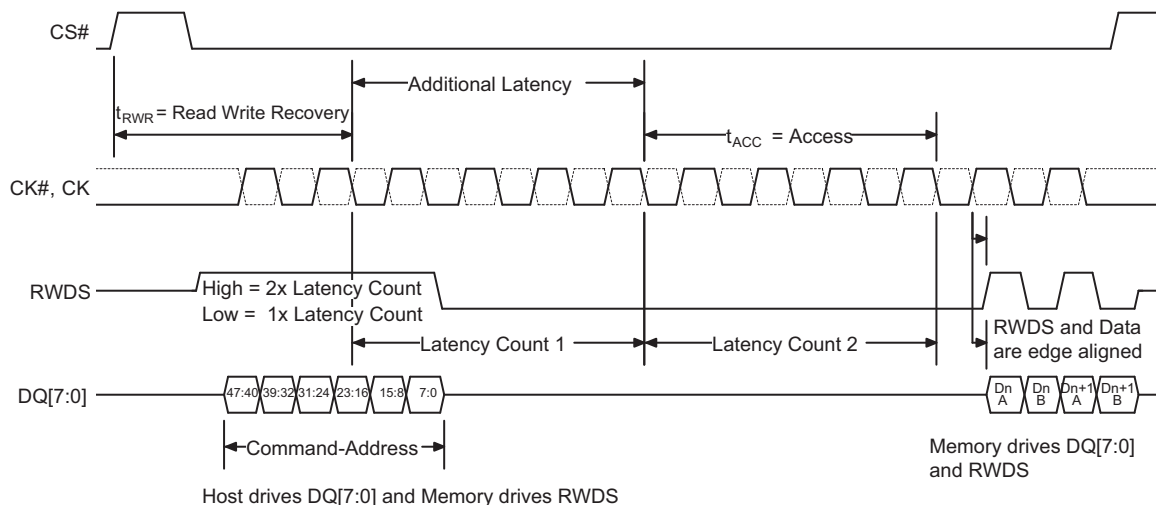 CS#
Additional Latency
tRWR = Read Write Recovery
tACC = Access
CK#, CK
RWDS
High = 2x Latency Count
Low = 1x Latency Count
RWDS and Data
are edge aligned
Latency Count 1
Latency Count 2
DQ[7:0]
47:40 39:32 31:24 23:16 15:8 7:0
Dn A Dn B Dn+1 A Dn+1 B
Command-Address
Memory drives DQ[7:0]
and RWDS
Host drives DQ[7:0] and Memory drives RWDS